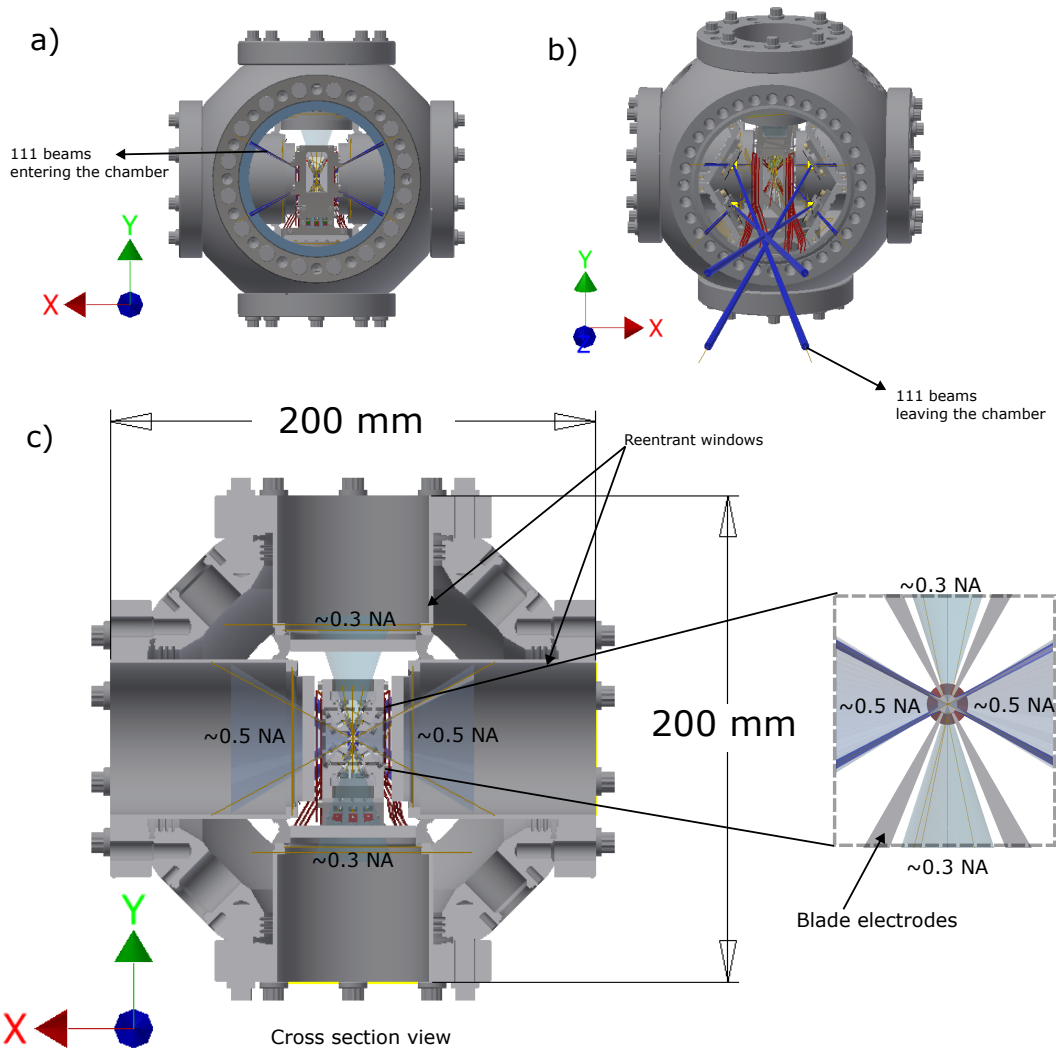 a)
b)
111 beams
entering the chamber
Y
X
Y
X
Z
111 beams
leaving the chamber
c)
200 mm
Reentrant windows
~0.3 NA
~0.5 NA
~0.5 NA
~0.3 NA
200 mm
~0.3 NA
~0.5 NA
~0.5 NA
~0.3 NA
Blade electrodes
Y
X
Cross section view